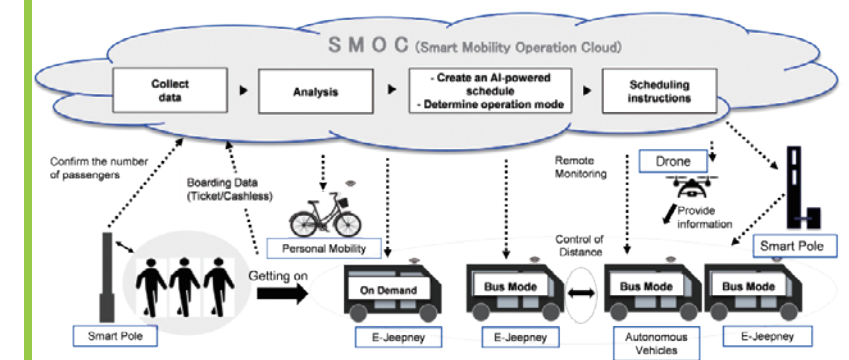 SMOC (Smart Mobility Operation Cloud)
Collect
data
Analysis
- Create an AI-powered
schedule
- Determine operation mode
Scheduling
instructions
Confirm the number
of passengers
Boarding Data
(Ticket/Cashless)
Personal Mobility
Remote
Monitoring
Drone
Provide
information
Smart Pole
Control of
Distance
Getting on
On Demand
Bus Mode
Bus Mode
Bus Mode
Smart Pole
E-Jeepney
E-Jeepney
Autonomous
Vehicles
E-Jeepney